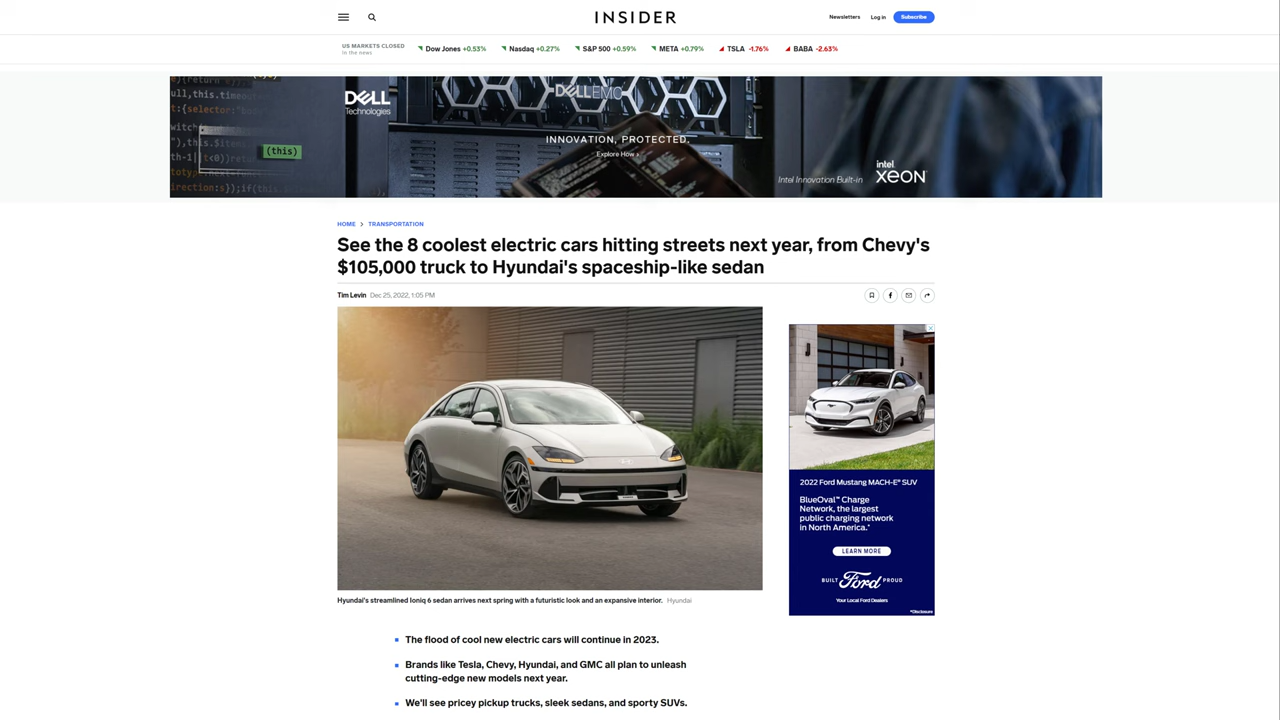 INSIDER
Newsletters
Log in
Subscribe
US MARKETS CLOSED
In the news
Dow Jones +0.53%
Nasdaq +0.27%
S&P 500 +0.59%
META +0.79%
TSLA -1.76%
BABA -2.63%
DELL
Technologies
DELL EMC
INNOVATION, PROTECTED.
Explore How ›
Intel Innovation Built-in
intel
XEON
ull,this.
t:{selector:"
switch
(this)
HOME > TRANSPORTATION
See the 8 coolest electric cars hitting streets next year, from Chevy's
$105,000 truck to Hyundai's spaceship-like sedan
Tim Levin Dec 25, 2022, 1:05 PM
Hyundai's streamlined Ioniq 6 sedan arrives next spring with a futuristic look and an expansive interior. Hyundai
2022 Ford Mustang MACH-E® SUV
BlueOval™ Charge
Network, the largest
public charging network
in North America.*
LEARN MORE
BUILT Ford PROUD
Your Local Ford Dealers
*Disclosure
The flood of cool new electric cars will continue in 2023.
Brands like Tesla, Chevy, Hyundai, and GMC all plan to unleash
cutting-edge new models next year.
We'll see pricey pickup trucks, sleek sedans, and sporty SUVs.